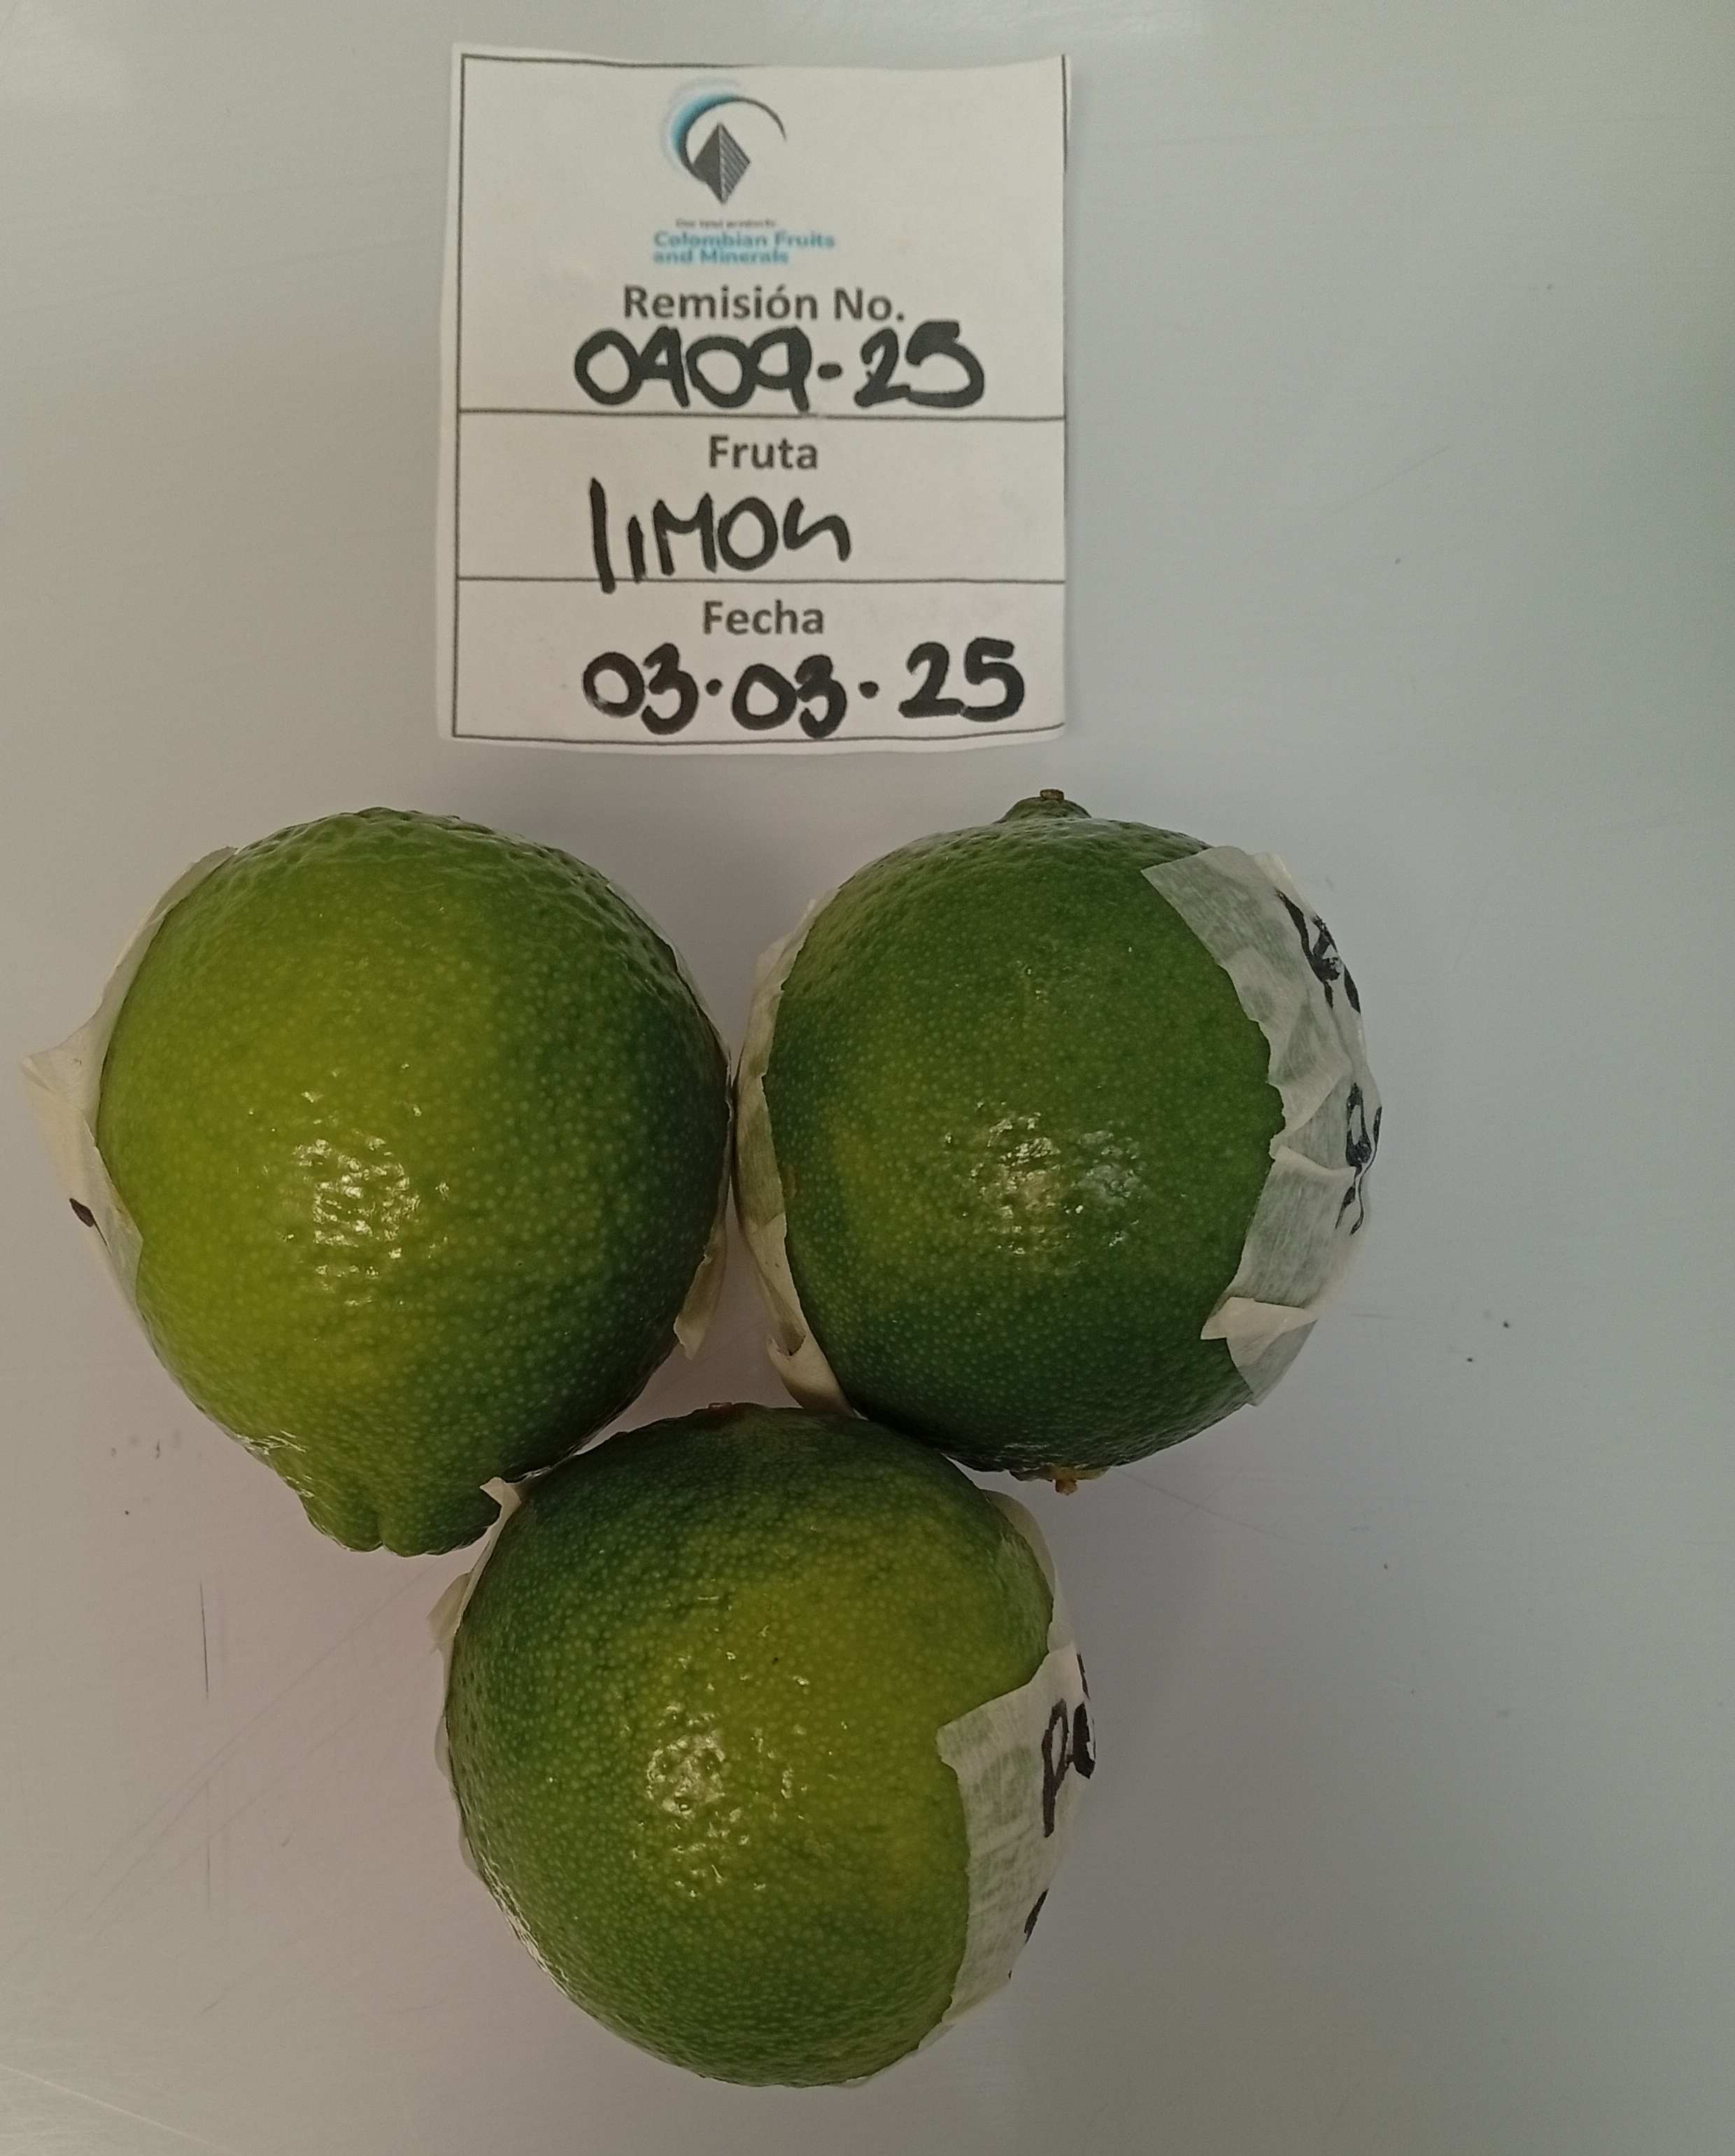 Colombian Fruits
and Minerals
Remisión No.
0409-25
Fruta
lIMON
Fecha
03.03.25